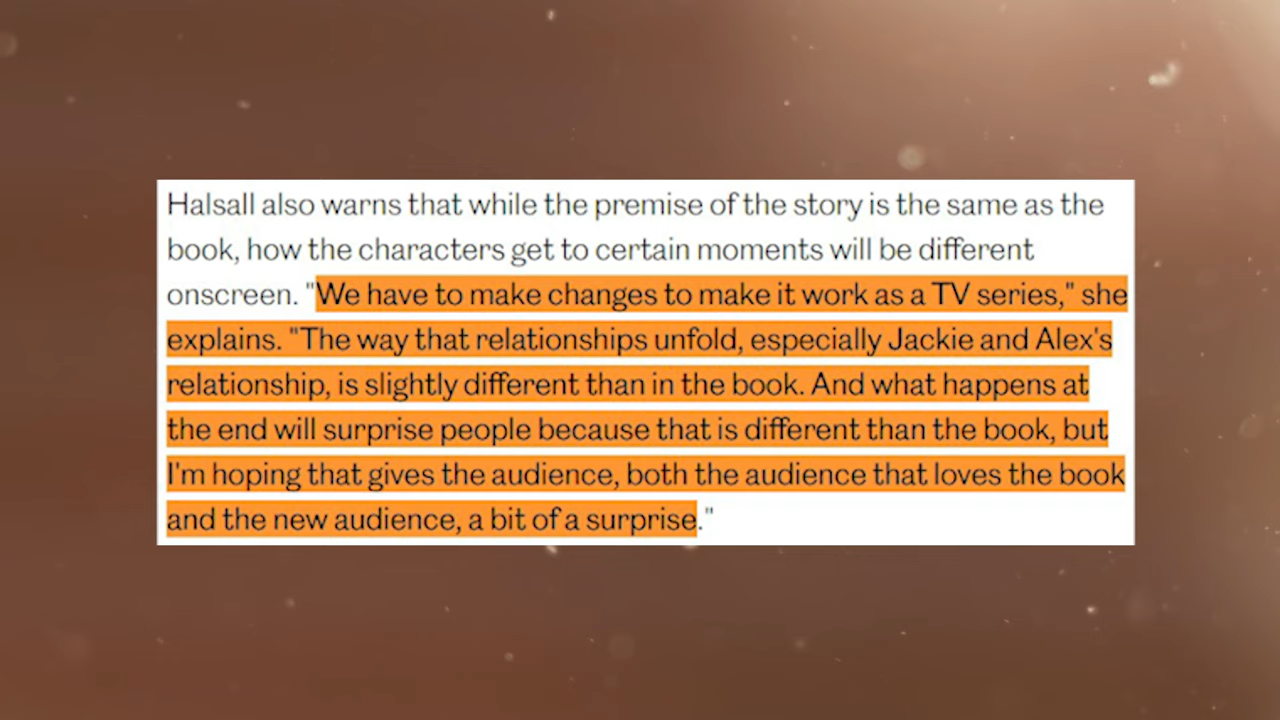 Halsall also warns that while the premise of the story is the same as the
book, how the characters get to certain moments will be different
onscreen. "We have to make changes to make it work as a TV series," she
explains. "The way that relationships unfold, especially Jackie and Alex's
relationship, is slightly different than in the book. And what happens at
the end will surprise people because that is different than the book, but
I'm hoping that gives the audience, both the audience that loves the book
and the new audience, a bit of a surprise."